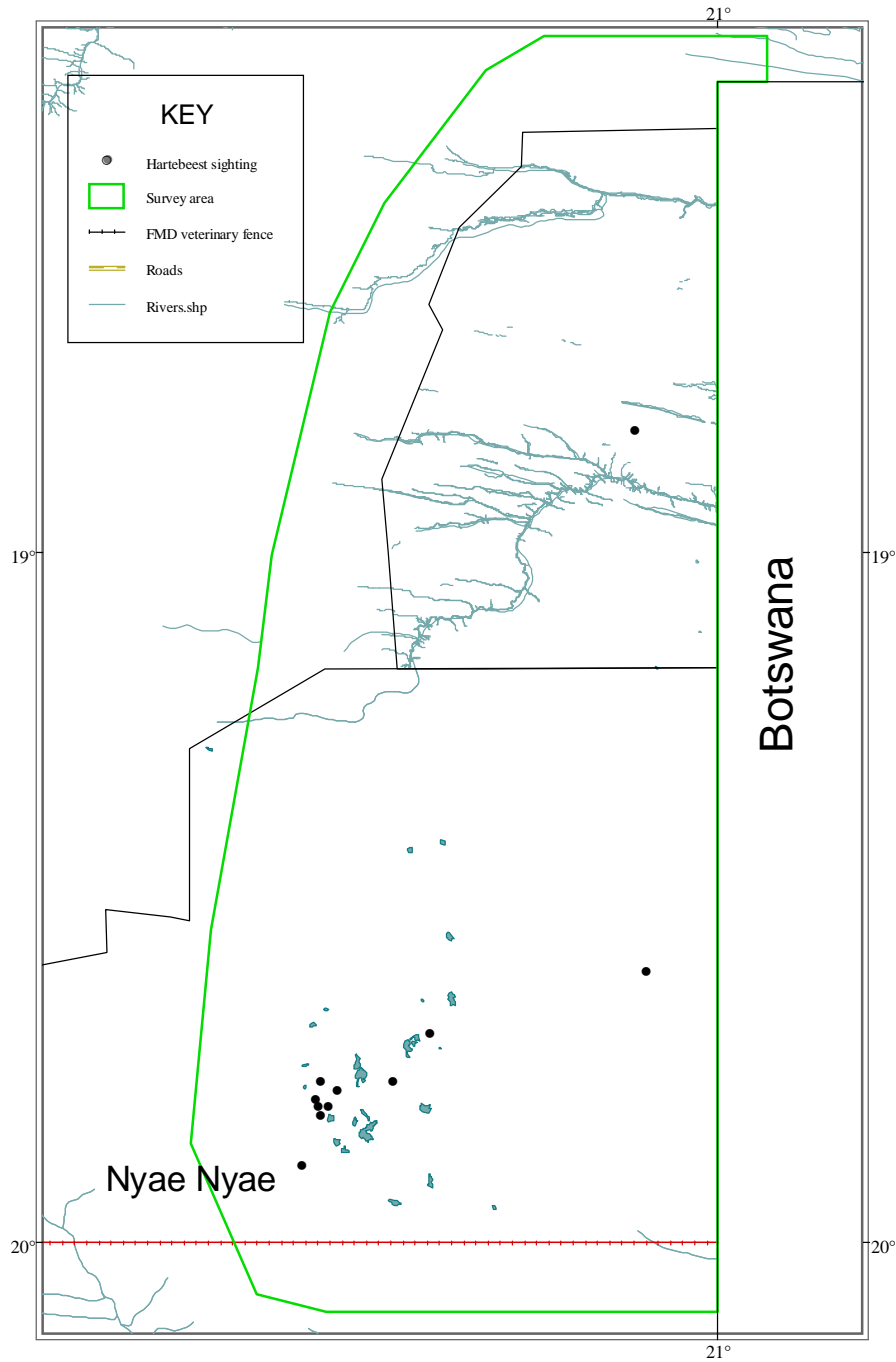 21°
KEY
Hartebeest sighting
Survey area
FMD veterinary fence
Roads
Rivers.shp
19°
19°
Botswana
Nyae Nyae
20°
20°
21°